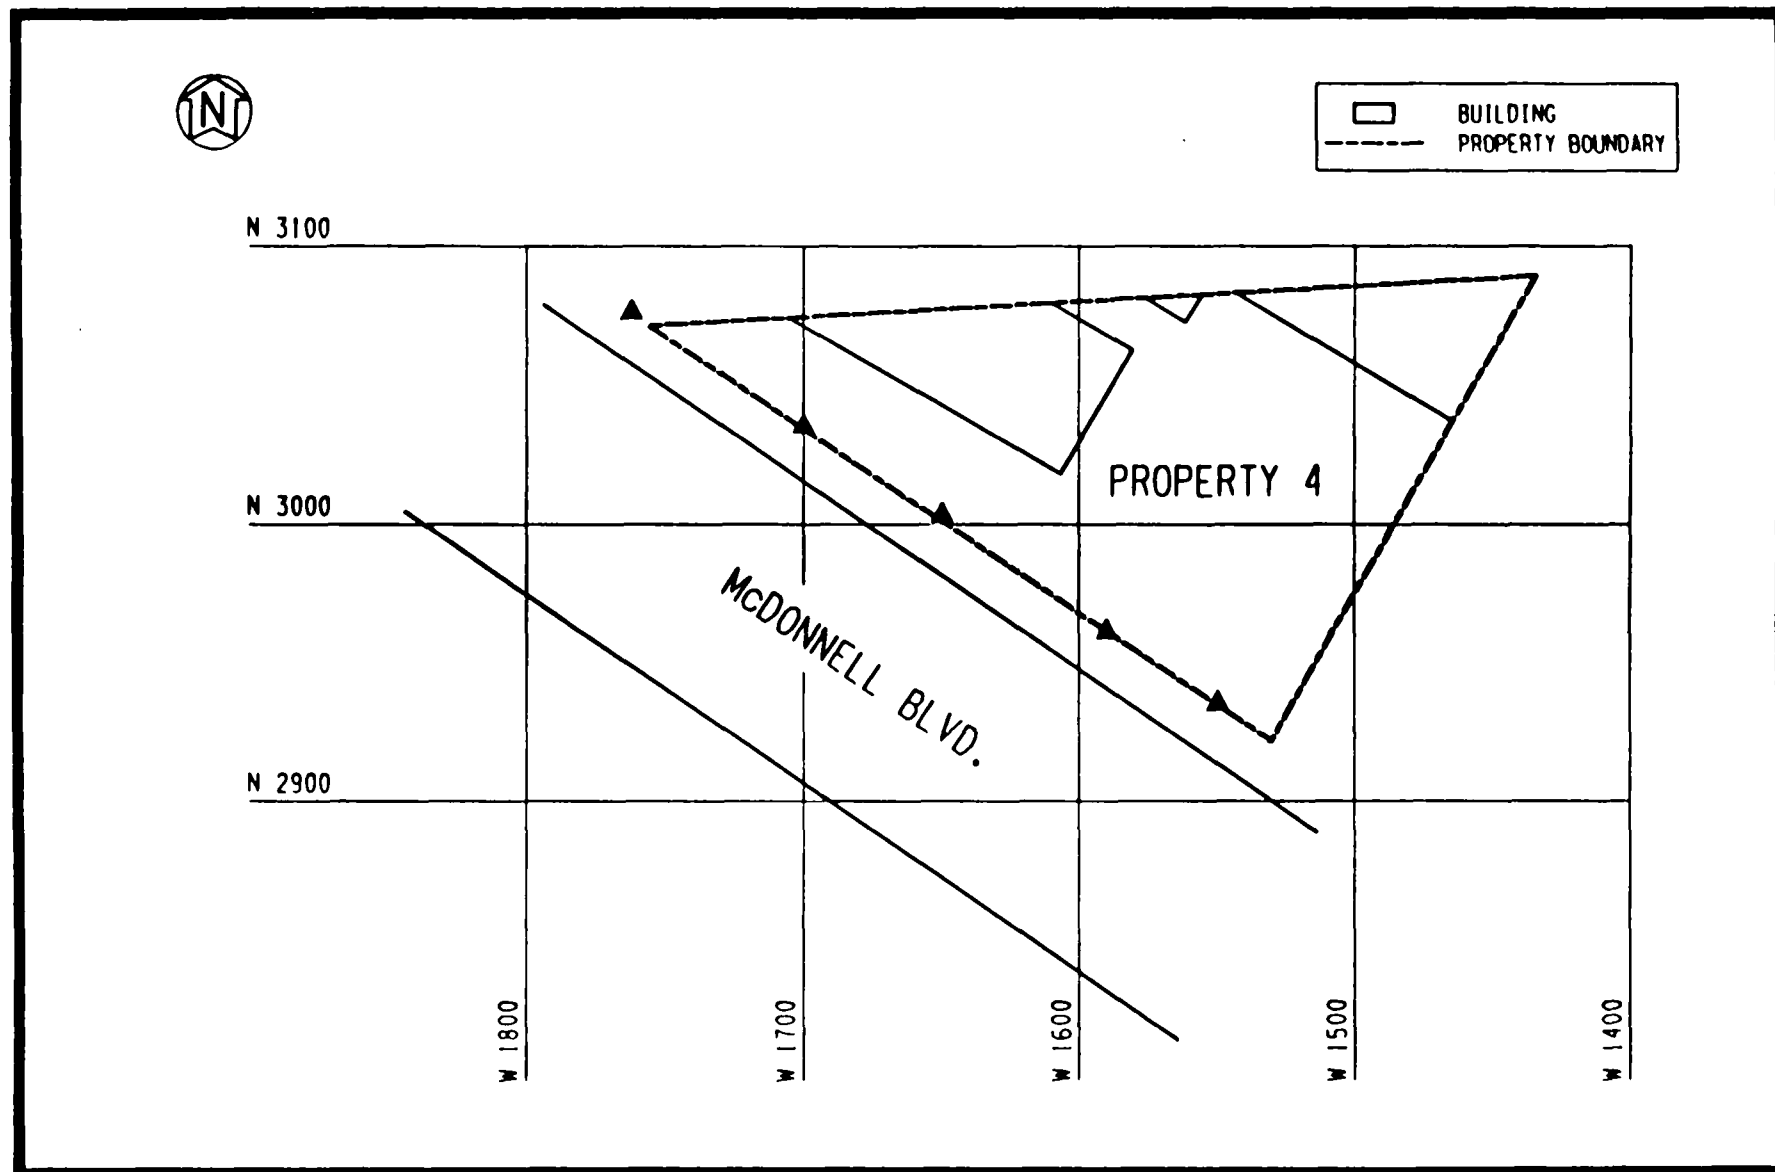 N
BUILDING
PROPERTY BOUNDARY
N 3100
PROPERTY 4
N 3000
McDONNELL BLVD.
N 2900
W 1800
W 1700
W 1600
W 1500
W 1400